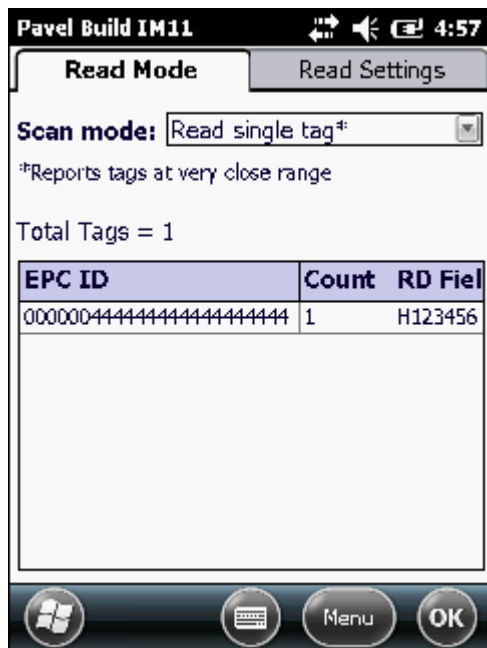 Pavel Build IM11 4:57
Read Mode Read Settings
Scan mode: Read single tag*
*Reports tags at very close range
Total Tags = 1
EPC ID Count RD Fiel
000000444444444444444444 1 H123456
Menu OK